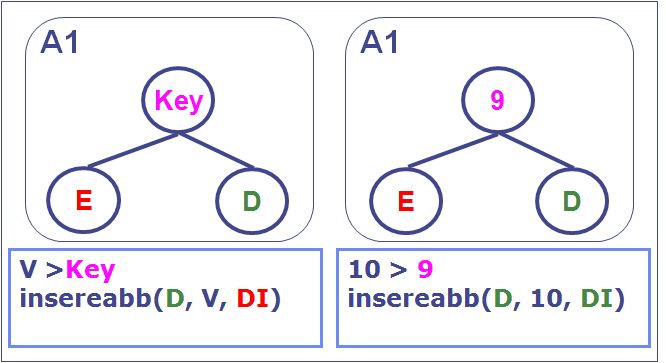 A1
Key
E
D
V >Key
insereabb(D, V, DI)
A1
9
E
D
10 > 9
insereabb(D, 10, DI)